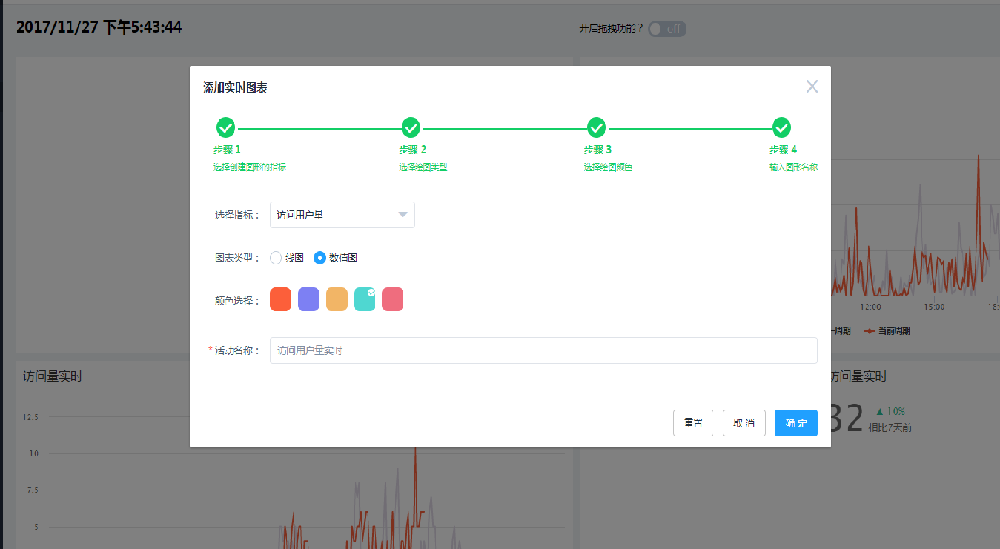 2017/11/27 下午5:43:44
开启拖拽功能？ off
添加实时图表
步骤 1 步骤 2 步骤 3 步骤 4
选择创建图形的指标 选择绘图类型 选择绘图颜色 输入图形名称
选择指标： 访问用户量
图表类型： 线图 数值图
颜色选择：
* 活动名称： 访问用户量实时
重置 取 消 确 定
12:00 15:00 18:
一周期 当前周期
访问量实时
12.5
10
7.5
5
访问量实时
32 ▲ 10%
相比7天前